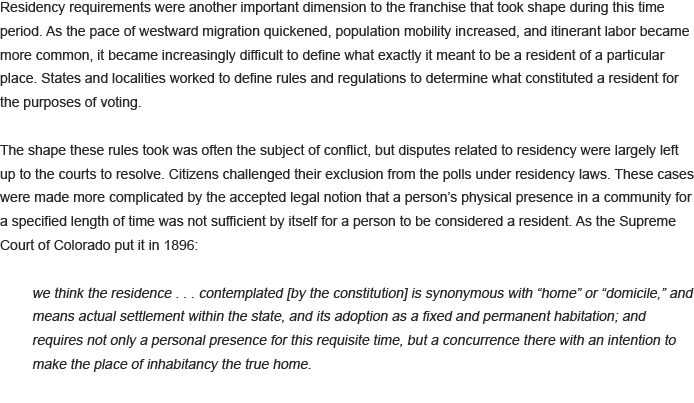 Residency requirements were another important dimension to the franchise that took shape during this time
period. As the pace of westward migration quickened, population mobility increased, and itinerant labor became
more common, it became increasingly difficult to define what exactly it meant to be a resident of a particular
place. States and localities worked to define rules and regulations to determine what constituted a resident for
the purposes of voting.
The shape these rules took was often the subject of conflict, but disputes related to residency were largely left
up to the courts to resolve. Citizens challenged their exclusion from the polls under residency laws. These cases
were made more complicated by the accepted legal notion that a person’s physical presence in a community for
a specified length of time was not sufficient by itself for a person to be considered a resident. As the Supreme
Court of Colorado put it in 1896:
we think the residence . . . contemplated [by the constitution] is synonymous with “home” or “domicile,” and
means actual settlement within the state, and its adoption as a fixed and permanent habitation; and
requires not only a personal presence for this requisite time, but a concurrence there with an intention to
make the place of inhabitancy the true home.